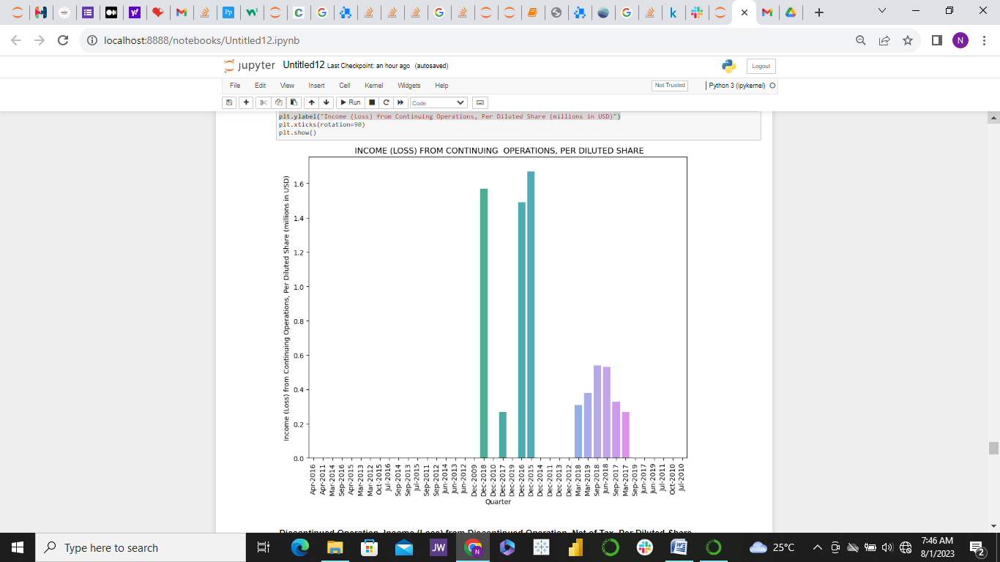 localhost:8888/notebooks/Untitled12.ipynb
N
jupyter Untitled12 Last Checkpoint: an hour ago (autosaved)
Logout
File Edit View Insert Cell Kernel Widgets Help
Not Trusted
Python 3 (ipykernel)
Run
Code
plt.ylabel("Income (Loss) from Continuing Operations, Per Diluted Share (millions in USD)")
plt.xticks(rotation=90)
plt.show()
INCOME (LOSS) FROM CONTINUING  OPERATIONS, PER DILUTED SHARE
Income (Loss) from Continuing Operations, Per Diluted Share (millions in USD)
1.6
1.4
1.2
1.0
0.8
0.6
0.4
0.2
0.0
Apr-2016
Apr-2011
Mar-2014
Sep-2016
Apr-2015
Mar-2013
Mar-2012
Oct-2015
Jul-2016
Sep-2014
Sep-2013
Jul-2015
Sep-2011
Sep-2012
Jun-2014
Jun-2013
Jun-2012
Dec-2009
Dec-2018
Dec-2010
Dec-2017
Dec-2019
Dec-2016
Dec-2015
Dec-2014
Dec-2011
Dec-2013
Dec-2012
Mar-2018
Mar-2019
Sep-2018
Jun-2018
Sep-2017
Mar-2017
Sep-2019
Jun-2017
Jun-2019
Jul-2011
Oct-2010
Jul-2010
Quarter
Discontinued Operation, Income (Loss) from Discontinued Operation, Net of Tax, Per Diluted Share
Type here to search
JW
N
25°C
7:46 AM
8/1/2023
2